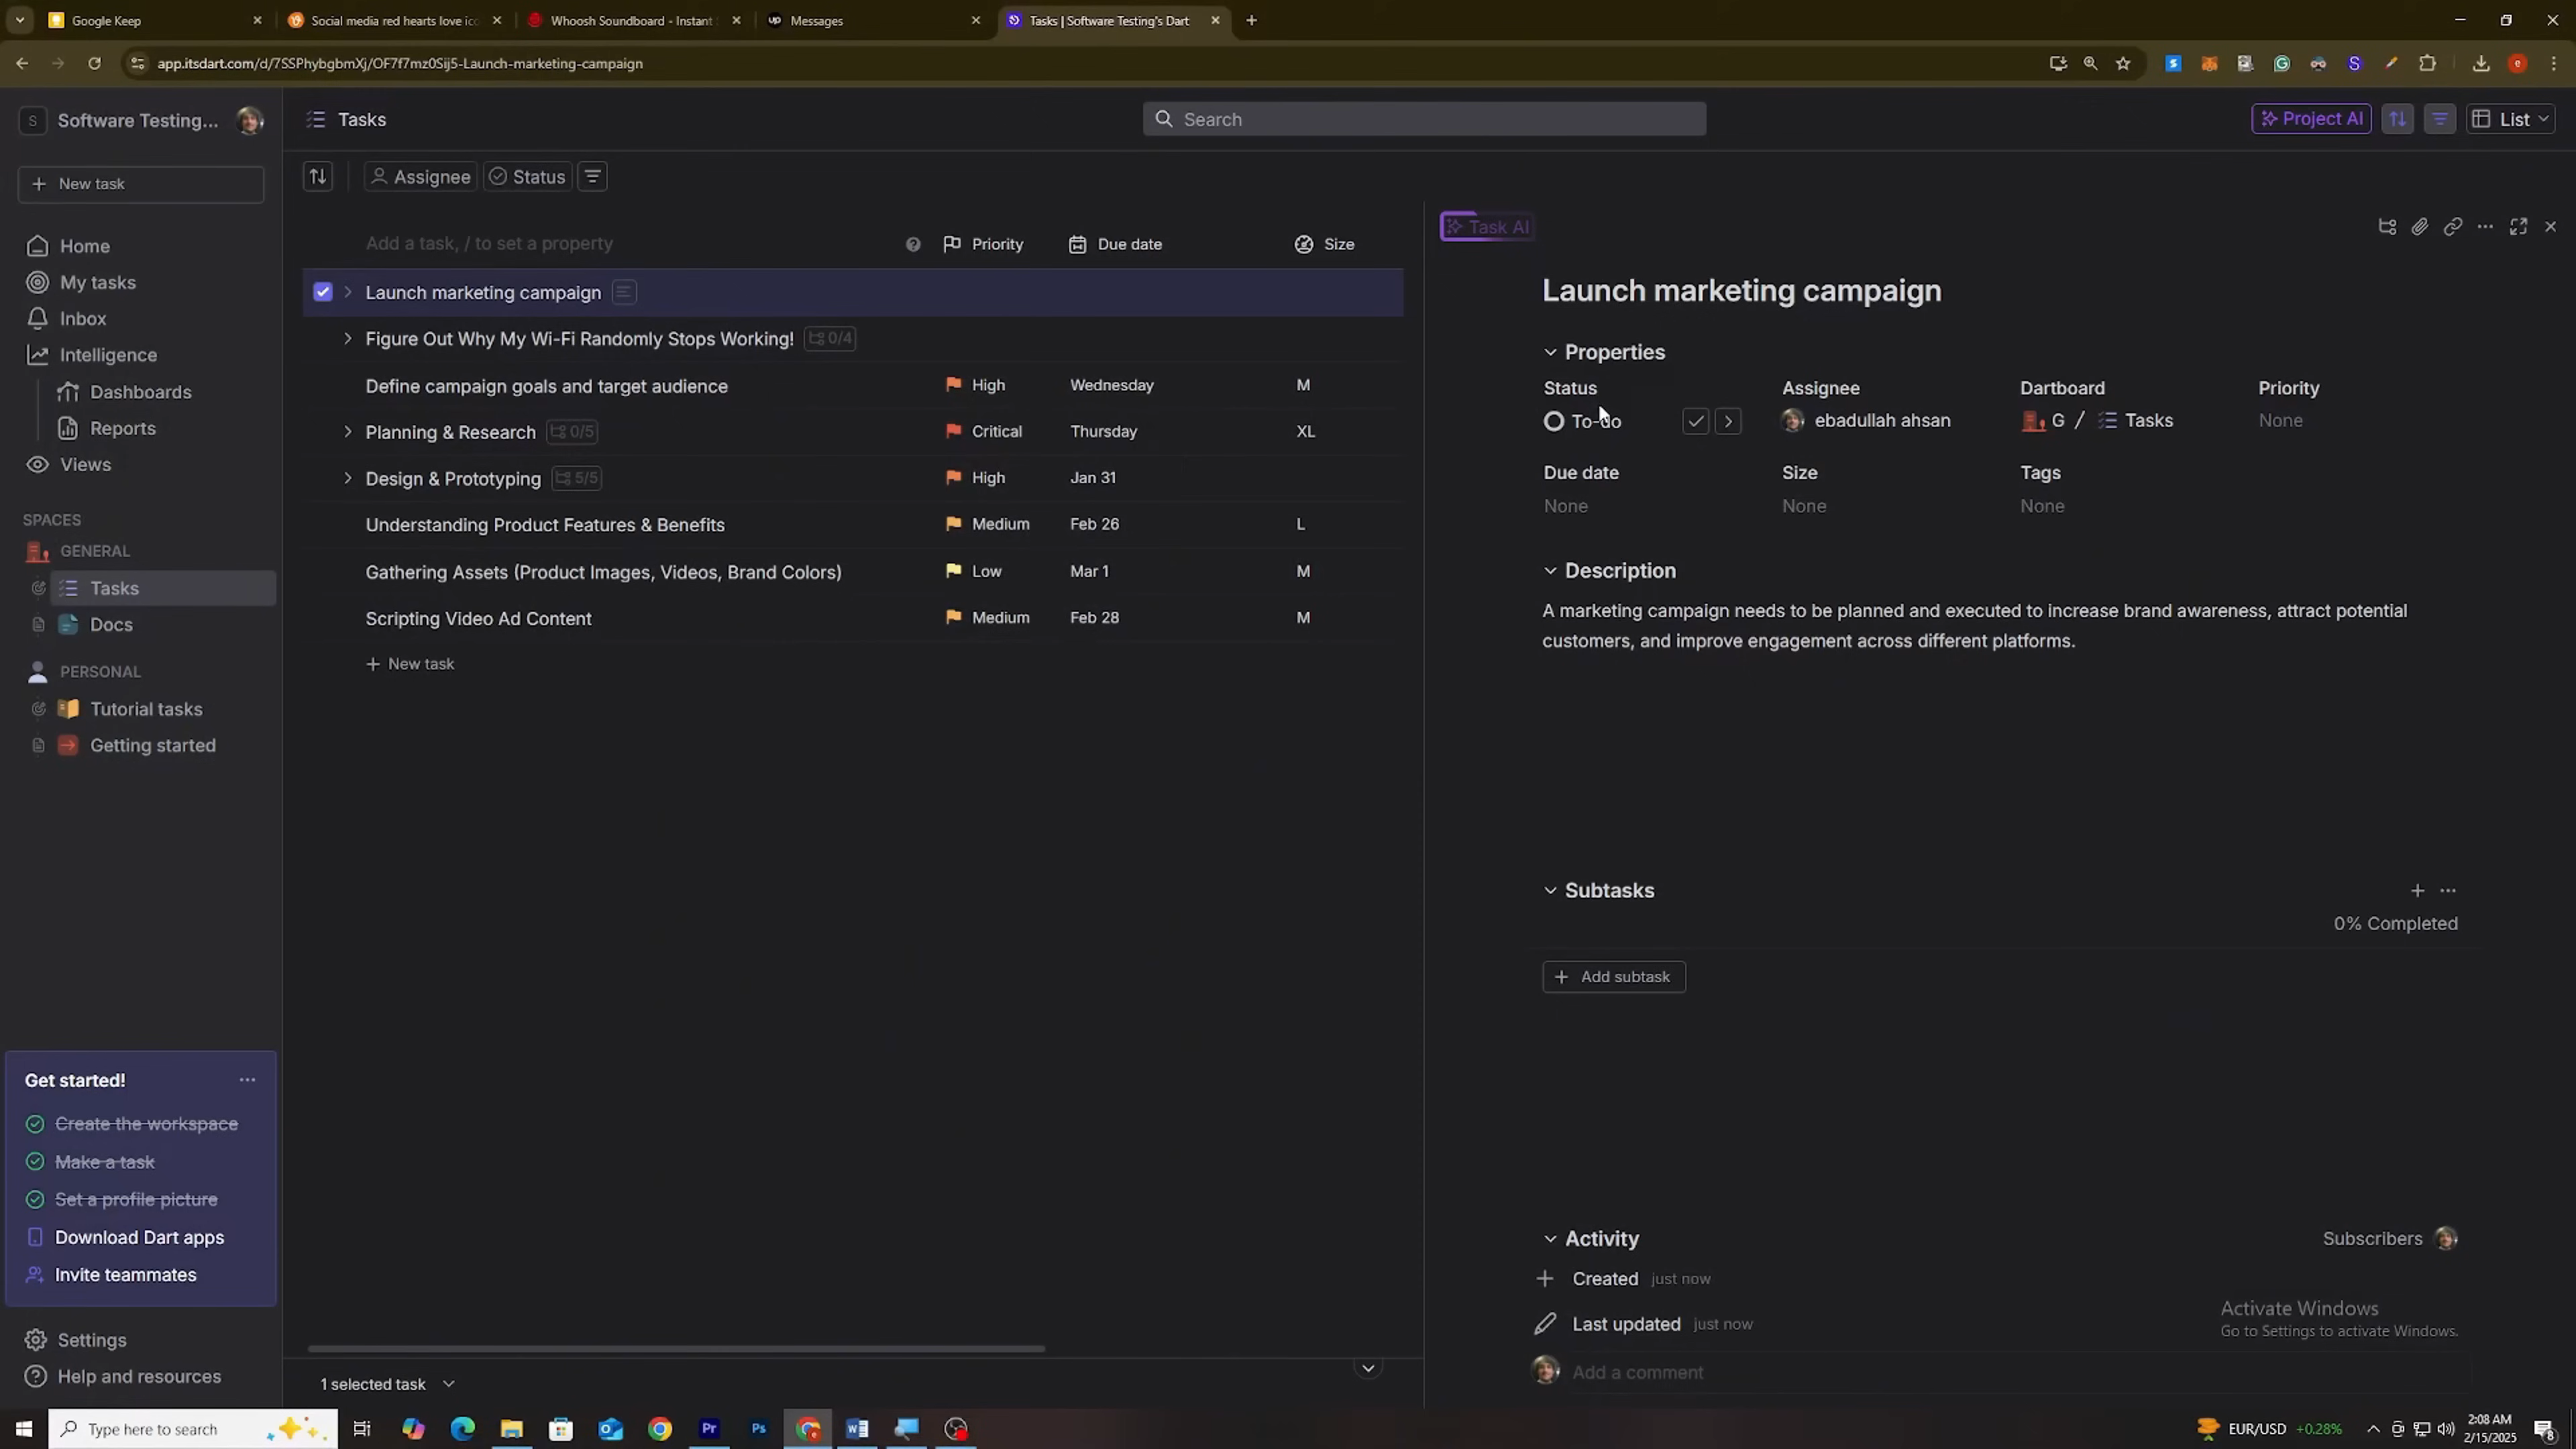 Google Keep
Social media red hearts love ico
Whoosh Soundboard - Instant
up Messages
Tasks | Software Testing's Dart
app.itsdart.com/d/7SSPhybgbmXj/OF7f7mz0Sij5-Launch-marketing-campaign
S Software Testing...
Tasks
Search
Project AI
List
New task
Assignee
Status
Add a task, / to set a property
Priority
Due date
Size
Launch marketing campaign
Figure Out Why My Wi-Fi Randomly Stops Working! 0/4
Define campaign goals and target audience High Wednesday M
Planning & Research 0/5 Critical Thursday XL
Design & Prototyping 5/5 High Jan 31
Understanding Product Features & Benefits Medium Feb 26 L
Gathering Assets (Product Images, Videos, Brand Colors) Low Mar 1 M
Scripting Video Ad Content Medium Feb 28 M
New task
Home
My tasks
Inbox
Intelligence
Dashboards
Reports
Views
SPACES
GENERAL
Tasks
Docs
PERSONAL
Tutorial tasks
Getting started
Get started!
Create the workspace
Make a task
Set a profile picture
Download Dart apps
Invite teammates
Settings
Help and resources
1 selected task
Task AI
Launch marketing campaign
Properties
Status Assignee Dartboard Priority
To-do ebadullah ahsan G / Tasks None
Due date Size Tags
None None None
Description
A marketing campaign needs to be planned and executed to increase brand awareness, attract potential
customers, and improve engagement across different platforms.
Subtasks
0% Completed
Add subtask
Activity
Subscribers
Created just now
Last updated just now
Add a comment
Activate Windows
Go to Settings to activate Windows.
Type here to search
Pr
Ps
EUR/USD +0.28%
2:08 AM
2/15/2025
8